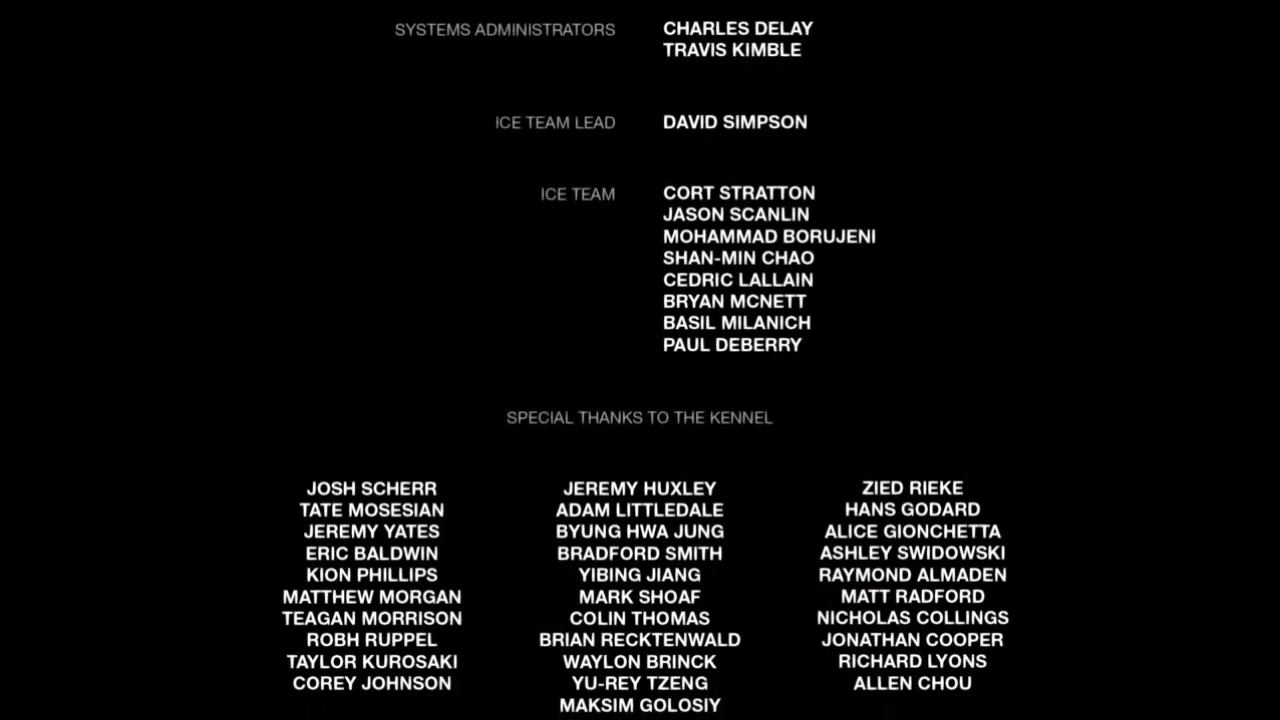 SYSTEMS ADMINISTRATORS CHARLES DELAY
TRAVIS KIMBLE
ICE TEAM LEAD DAVID SIMPSON
ICE TEAM CORT STRATTON
JASON SCANLIN
MOHAMMAD BORUJENI
SHAN-MIN CHAO
CEDRIC LALLAIN
BRYAN MCNETT
BASIL MILANICH
PAUL DEBERRY
SPECIAL THANKS TO THE KENNEL
JOSH SCHERR JEREMY HUXLEY ZIED RIEKE
TATE MOSESIAN ADAM LITTLEDALE HANS GODARD
JEREMY YATES BYUNG HWA JUNG ALICE GIONCHETTA
ERIC BALDWIN BRADFORD SMITH ASHLEY SWIDOWSKI
KION PHILLIPS YIBING JIANG RAYMOND ALMADEN
MATTHEW MORGAN MARK SHOAF MATT RADFORD
TEAGAN MORRISON COLIN THOMAS NICHOLAS COLLINGS
ROBH RUPPEL BRIAN RECKTENWALD JONATHAN COOPER
TAYLOR KUROSAKI WAYLON BRINCK RICHARD LYONS
COREY JOHNSON YU-REY TZENG ALLEN CHOU
MAKSIM GOLOSIY